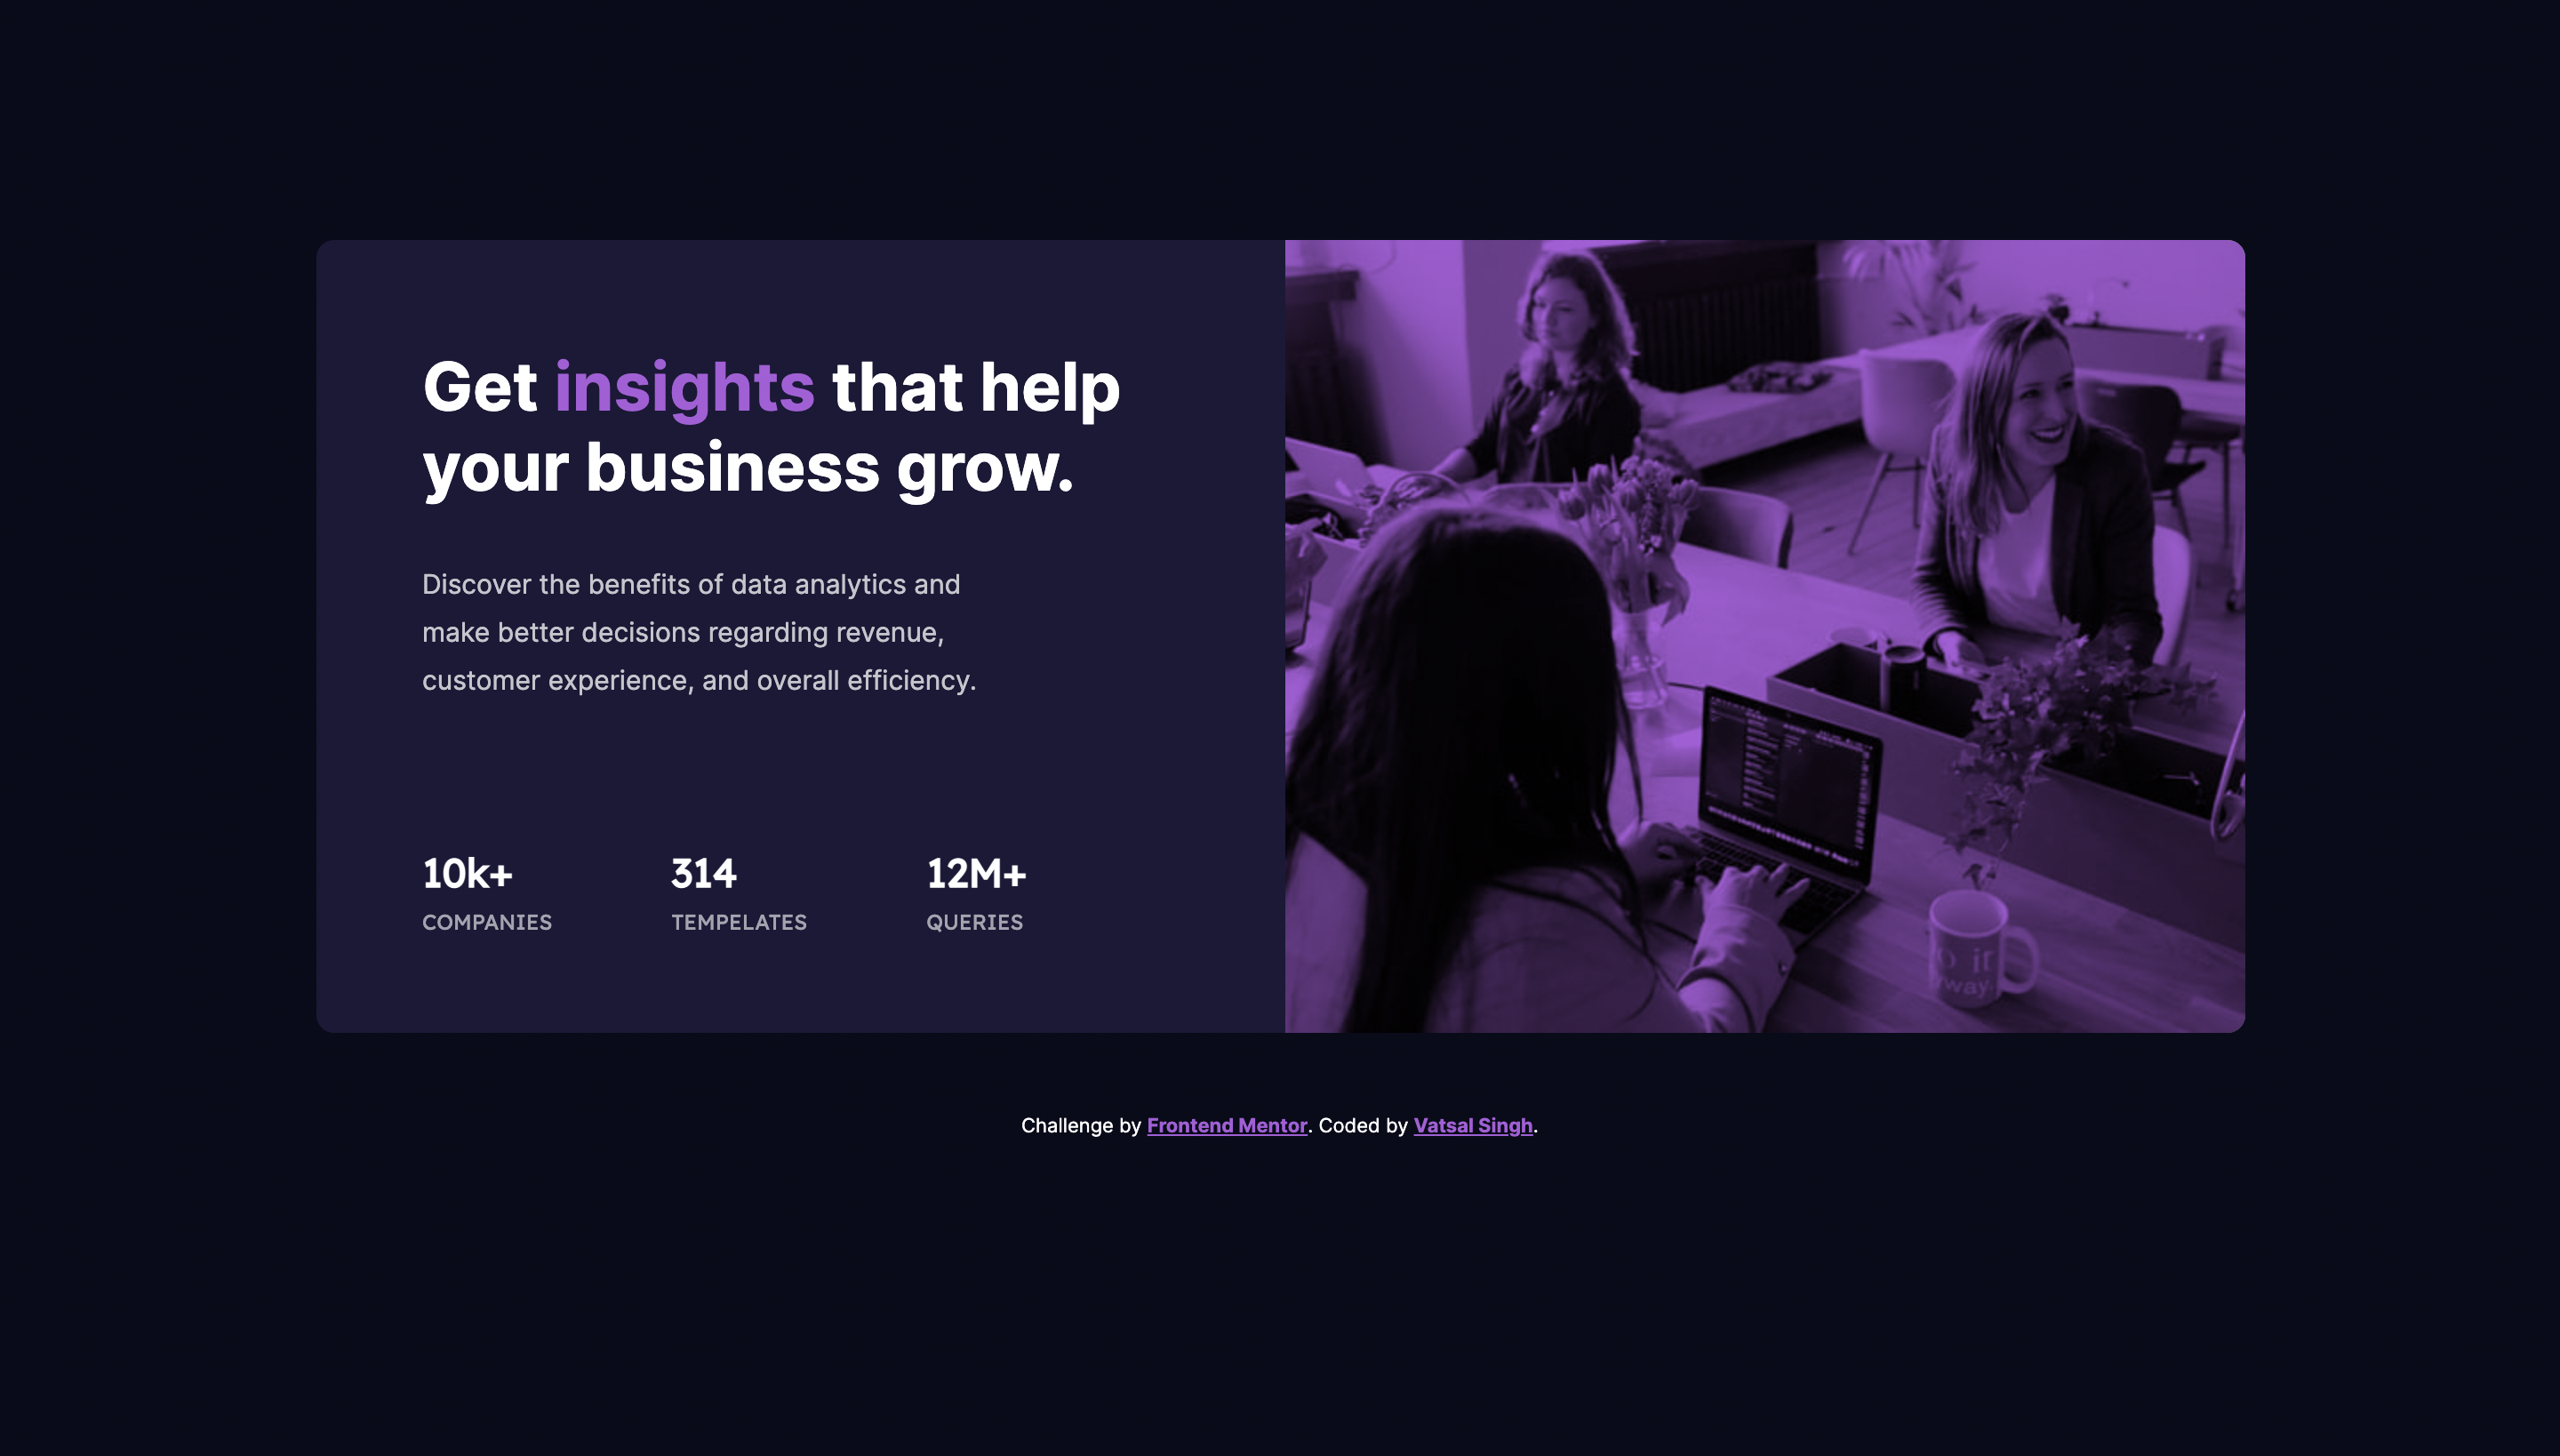 Get insights that help
your business grow.
Discover the benefits of data analytics and
make better decisions regarding revenue,
customer experience, and overall efficiency.
10k+ 314 12M+
COMPANIES TEMPELATES QUERIES
way.
Challenge by Frontend Mentor. Coded by Vatsal Singh.